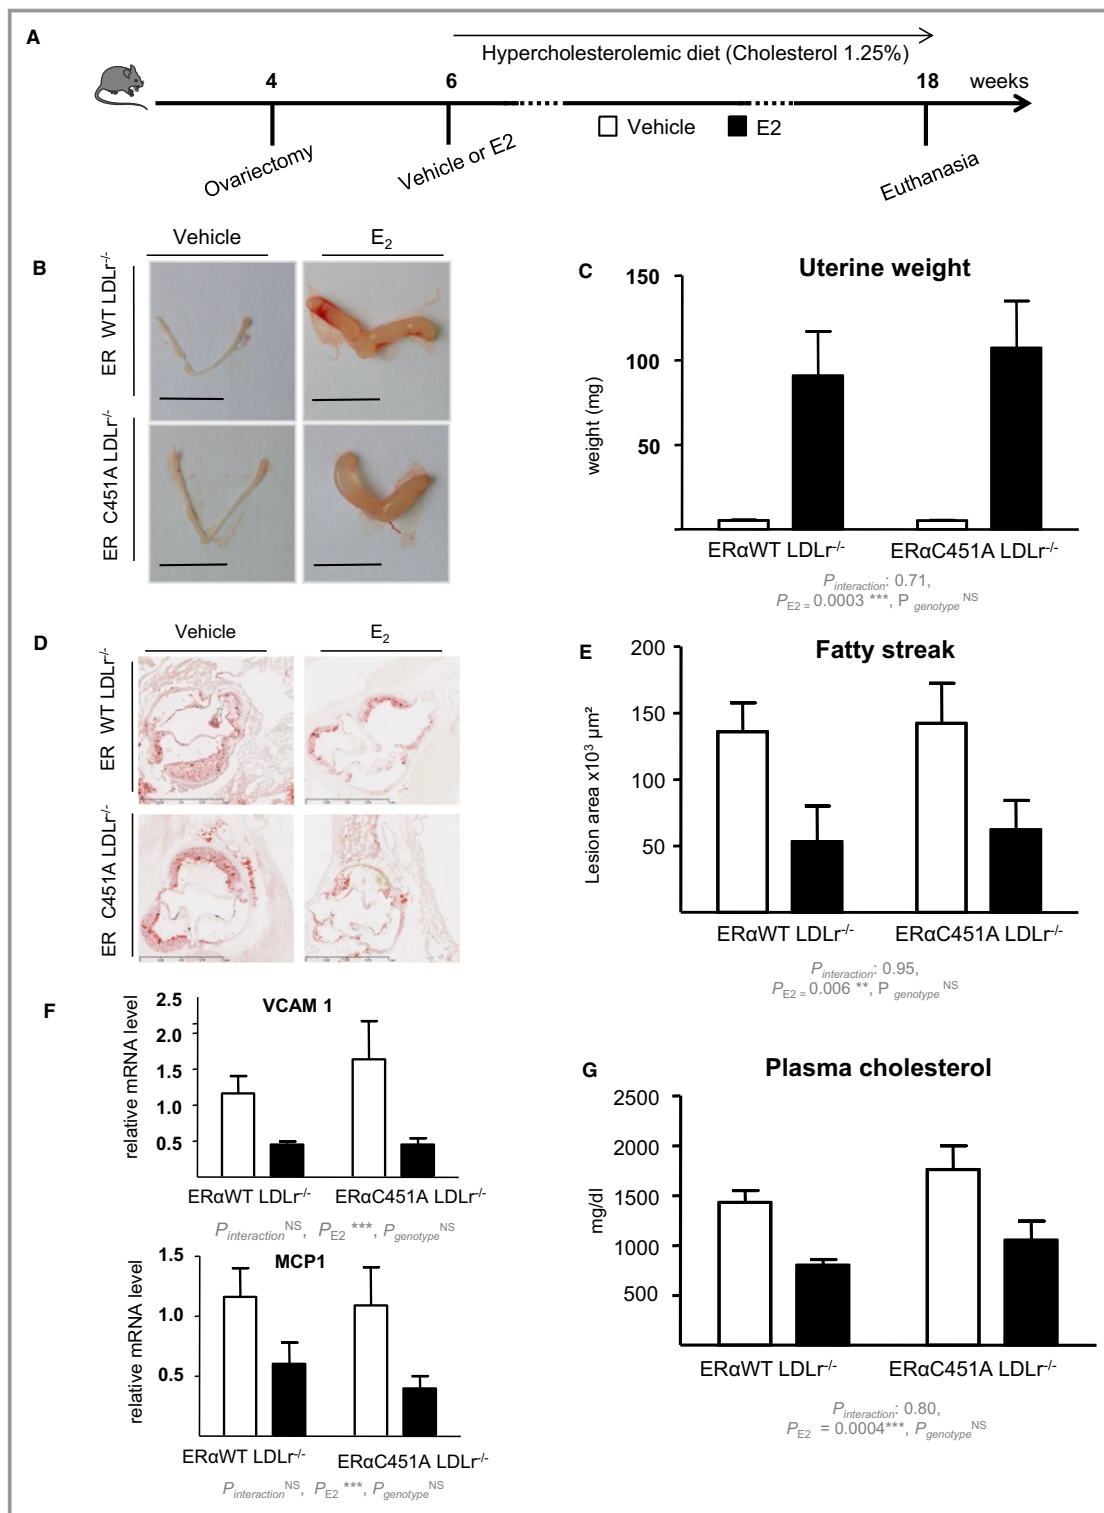 A
Hypercholesterolemic diet (Cholesterol 1.25%)
4
6
18
weeks
Vehicle
E2
Ovariectomy
Vehicle or E2
Euthanasia
B
Vehicle
E2
ER WT LDLr-/-
ER C451A LDLr-/-
C
Uterine weight
weight (mg)
150
100
50
ERαWT LDLr-/-
ERαC451A LDLr-/-
Pinteraction: 0.71,
PE2 = 0.0003 ***, P genotype NS
D
Vehicle
E2
ER WT LDLr-/-
ER C451A LDLr-/-
E
Fatty streak
Lesion area x10³ µm²
200
150
100
50
ERαWT LDLr-/-
ERαC451A LDLr-/-
Pinteraction: 0.95,
PE2 = 0.006 **, P genotype NS
F
VCAM 1
relative mRNA level
2.5
2.0
1.5
1.0
0.5
ERαWT LDLr-/-
ERαC451A LDLr-/-
Pinteraction NS, PE2 ***, Pgenotype NS
MCP1
relative mRNA level
1.5
1.0
0.5
ERαWT LDLr-/-
ERαC451A LDLr-/-
Pinteraction NS, PE2 ***, Pgenotype NS
G
Plasma cholesterol
mg/dl
2500
2000
1500
1000
500
ERαWT LDLr-/-
ERαC451A LDLr-/-
Pinteraction: 0.80,
PE2 = 0.0004***, Pgenotype NS